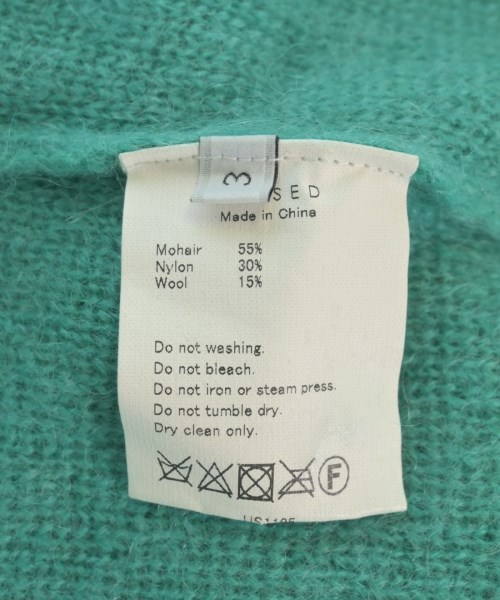 3
SED
Made in China
Mohair 55%
Nylon 30%
Wool 15%
Do not washing.
Do not bleach.
Do not iron or steam press.
Do not tumble dry.
Dry clean only.
F